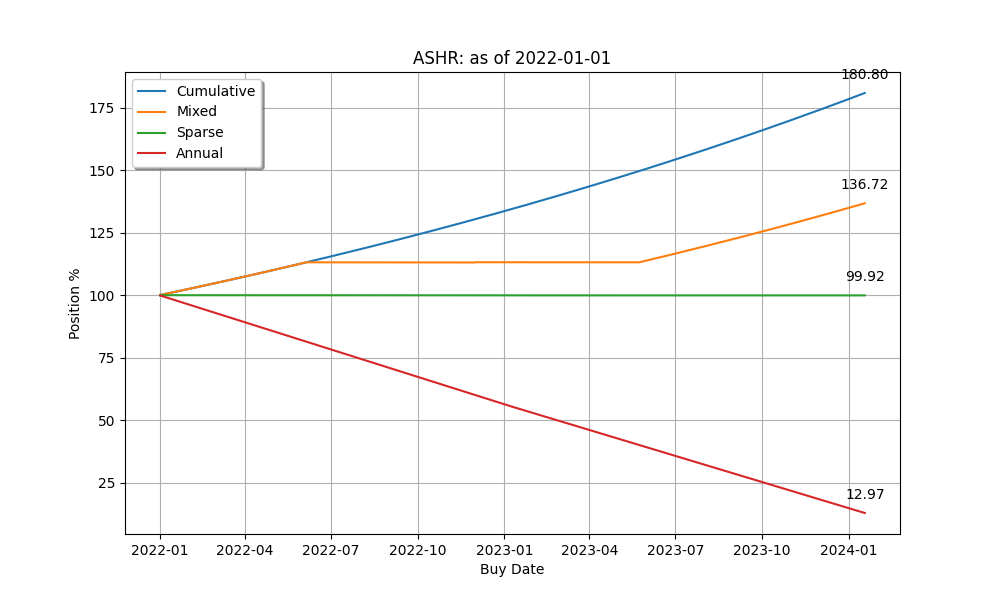 ASHR: as of 2022-01-01
180.80
Cumulative
Mixed
Sparse
Annual
175
150
136.72
125
99.92
100
75
50
25
12.97
Position %
2022-01
2022-04
2022-07
2022-10
2023-01
2023-04
2023-07
2023-10
2024-01
Buy Date